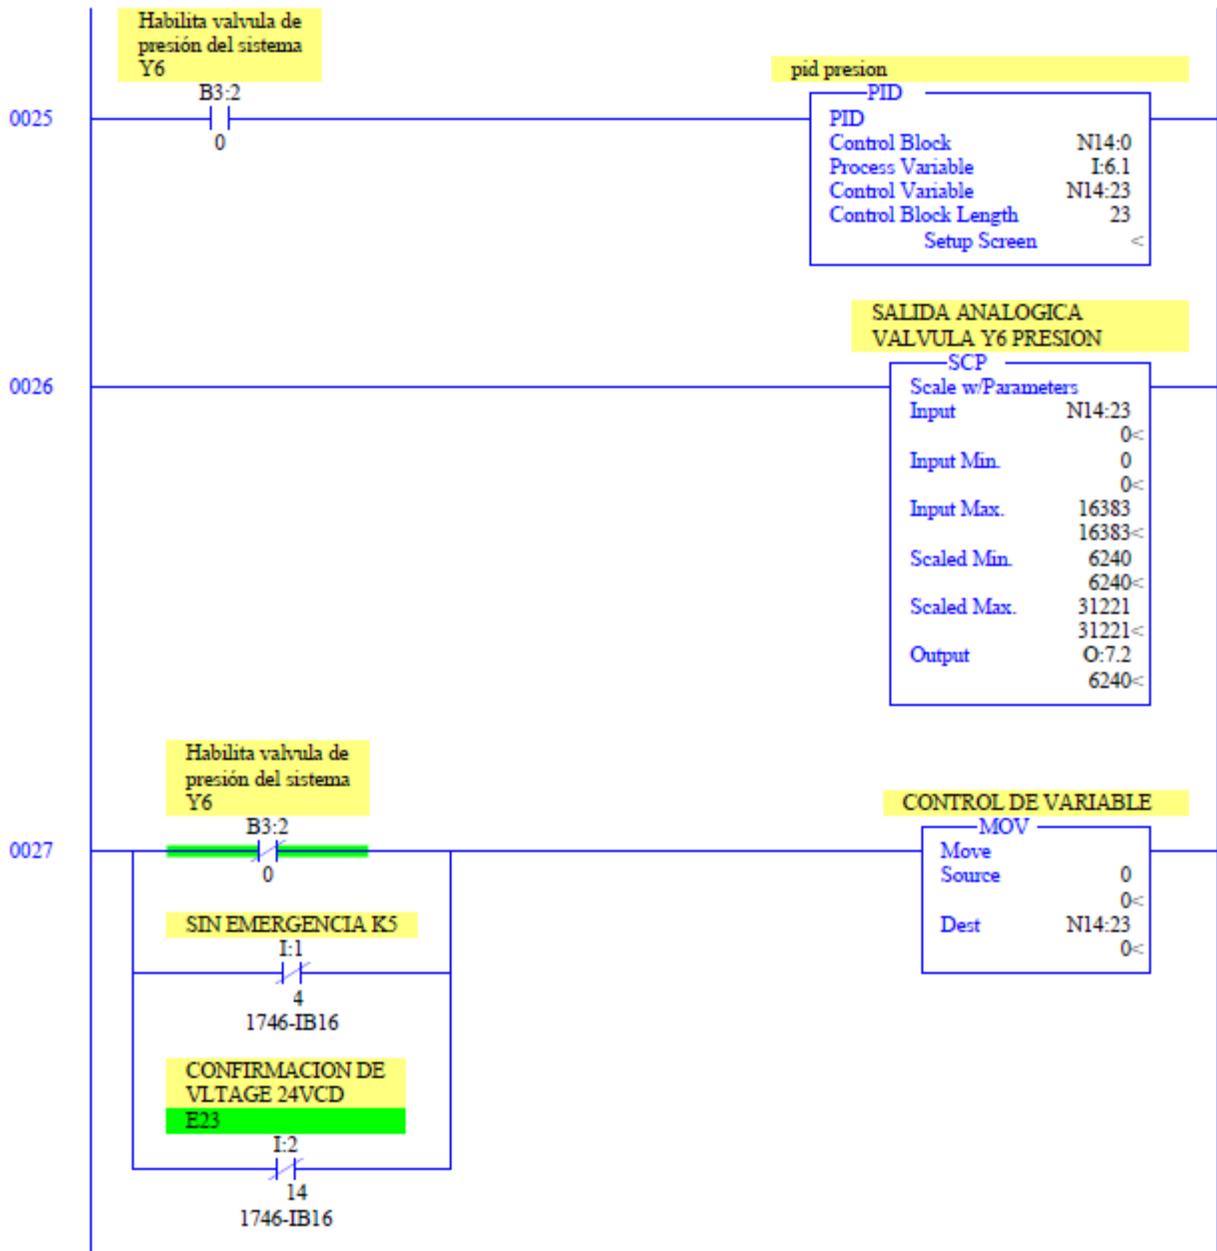 Habilita valvula de
presión del sistema
Y6
B3:2
0
0025
pid presion
PID
PID
Control Block N14:0
Process Variable I:6.1
Control Variable N14:23
Control Block Length 23
Setup Screen <
SALIDA ANALOGICA
VALVULA Y6 PRESION
SCP
0026
Scale w/Parameters
Input N14:23
0<
Input Min. 0
0<
Input Max. 16383
16383<
Scaled Min. 6240
6240<
Scaled Max. 31221
31221<
Output O:7.2
6240<
Habilita valvula de
presión del sistema
Y6
B3:2
0
0027
CONTROL DE VARIABLE
MOV
Move
Source 0
0<
Dest N14:23
0<
SIN EMERGENCIA K5
I:1
4
1746-IB16
CONFIRMACION DE
VLTAGE 24VCD
E23
I:2
14
1746-IB16